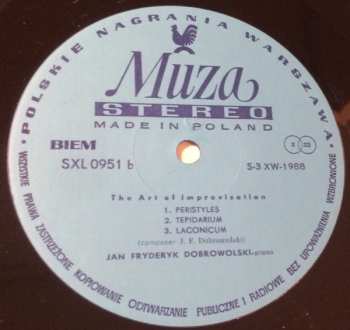 POLSKIE NAGRANIA WARSZAWA
Muza
STEREO
MADE IN POLAND
BIEM
SXL 0951 b
S-3 XW-1988
The Art of improvisation
1. PERISTYLES
2. TEPIDARIUM
3. LACONICUM
(composer J. F. Dobrowolski)
JAN FRYDERYK DOBROWOLSKI-piano
WSZYSTKIE PRAWA ZASTRZEŻONE KOPIOWANIE ODTWARZANIE PUBLICZNE I RADIOWE BEZ UPOWAŻNIENIA WZBRONIONE